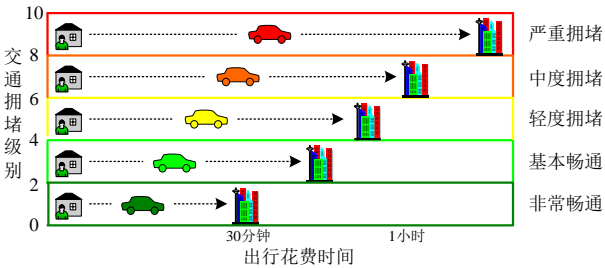 10
8
6
4
2
0
交通拥堵级别
严重拥堵
中度拥堵
轻度拥堵
基本畅通
非常畅通
30分钟
1小时
出行花费时间